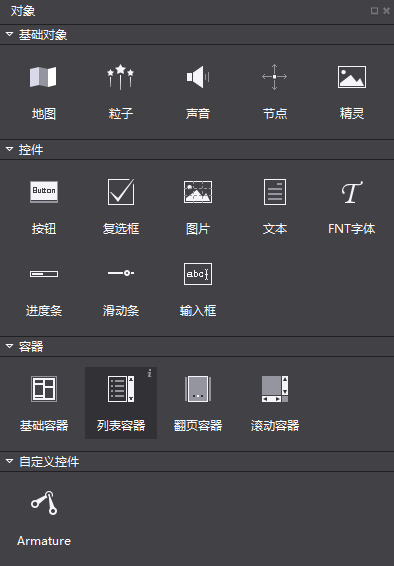 对象
基础对象
地图 粒子 声音 节点 精灵
控件
Button
按钮 复选框 图片 文本 FNT字体
abc
进度条 滑动条 输入框
容器
基础容器 列表容器 翻页容器 滚动容器
自定义控件
Armature